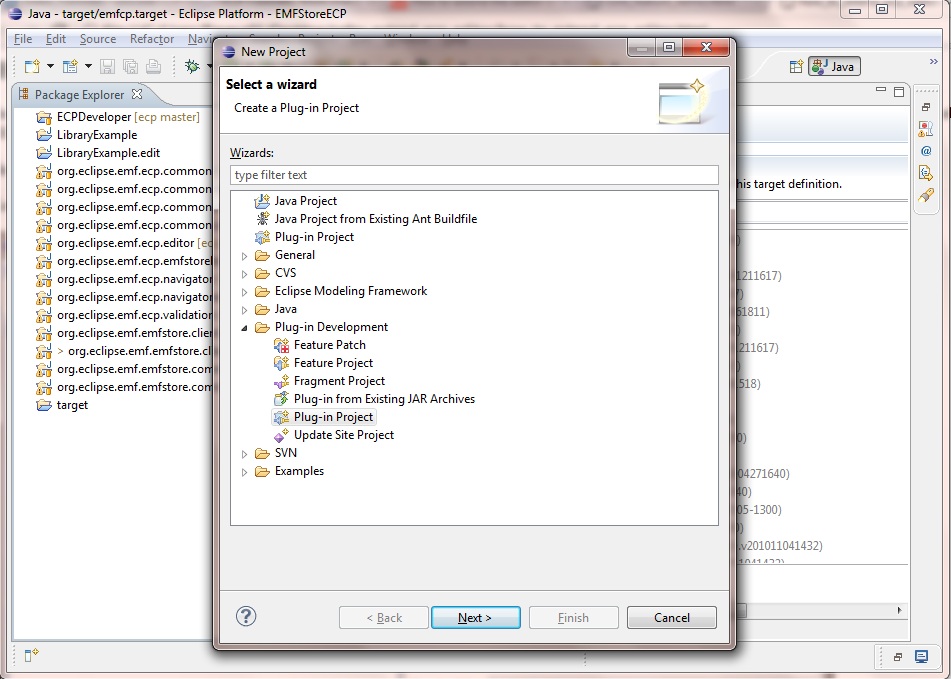 Java - target/emfcp.target - Eclipse Platform - EMFStoreECP
File Edit Source Refactor
New Project
Select a wizard
Create a Plug-in Project
Java
Package Explorer
ECPDeveloper [ecp master]
LibraryExample
LibraryExample.edit
org.eclipse.emf.ecp.common
org.eclipse.emf.ecp.common
org.eclipse.emf.ecp.common
org.eclipse.emf.ecp.common
org.eclipse.emf.ecp.editor [ec
org.eclipse.emf.ecp.emfstore
org.eclipse.emf.ecp.navigator
org.eclipse.emf.ecp.navigator
org.eclipse.emf.ecp.validation
org.eclipse.emf.emfstore.clie
> org.eclipse.emf.emfstore.cl
org.eclipse.emf.emfstore.com
org.eclipse.emf.emfstore.com
target
Wizards:
type filter text
Java Project
Java Project from Existing Ant Buildfile
Plug-in Project
General
CVS
Eclipse Modeling Framework
Java
Plug-in Development
Feature Patch
Feature Project
Fragment Project
Plug-in from Existing JAR Archives
Plug-in Project
Update Site Project
SVN
Examples
< Back
Next >
Finish
Cancel
his target definition.
)
1211617)
7)
61811)
)
211617)
)
518)
0)
04271640)
40)
05-1300)
)
.v201011041432)